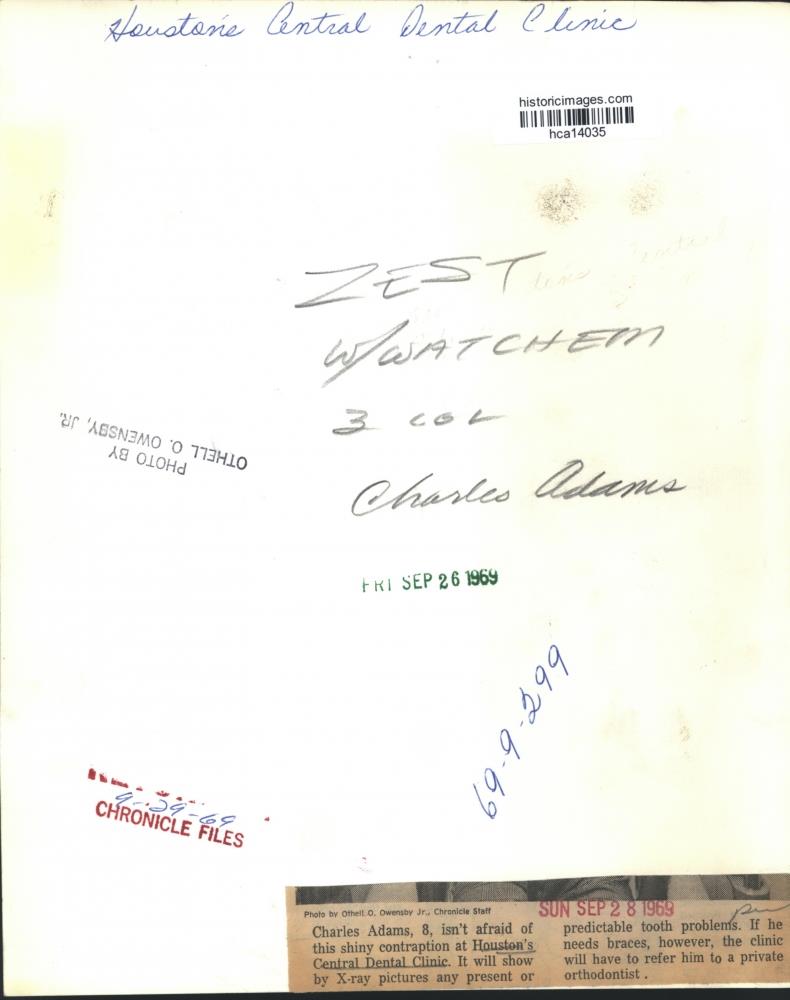 Houston's Central Dental Clinic
historicimages.com
hca14035
ZEST
W/WATCHEM
3 COL
Charles Adams
PHOTO BY
OTHELL O. OWENSBY, JR.
FRI SEP 26 1969
69-9-299
9-29-69
CHRONICLE FILES
Photo by Othell O. Owensby Jr., Chronicle Staff
SUN SEP 28 1969
Charles Adams, 8, isn't afraid of
this shiny contraption at Houston's
Central Dental Clinic. It will show
by X-ray pictures any present or
predictable tooth problems. If he
needs braces, however, the clinic
will have to refer him to a private
orthodontist.